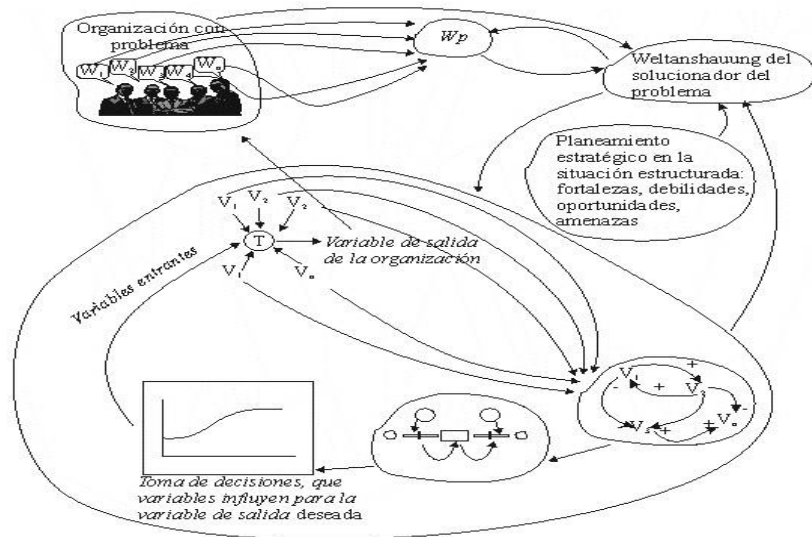 Organización con
problema
W₁ W₂ W₃ W₄ Wₙ
Wp
Weltanshauung del
solucionador del
problema
Planeamiento
estratégico en la
situación estructurada:
fortalezas, debilidades,
oportunidades,
amenazas
V₁ V₂ V₂
T
Variable de salida
de la organización
V₁ Vₙ
Variables entrantes
V₁ + V₂
- + -
V₃ + + Vₙ
Toma de decisiones, que
variables influyen para la
variable de salida deseada